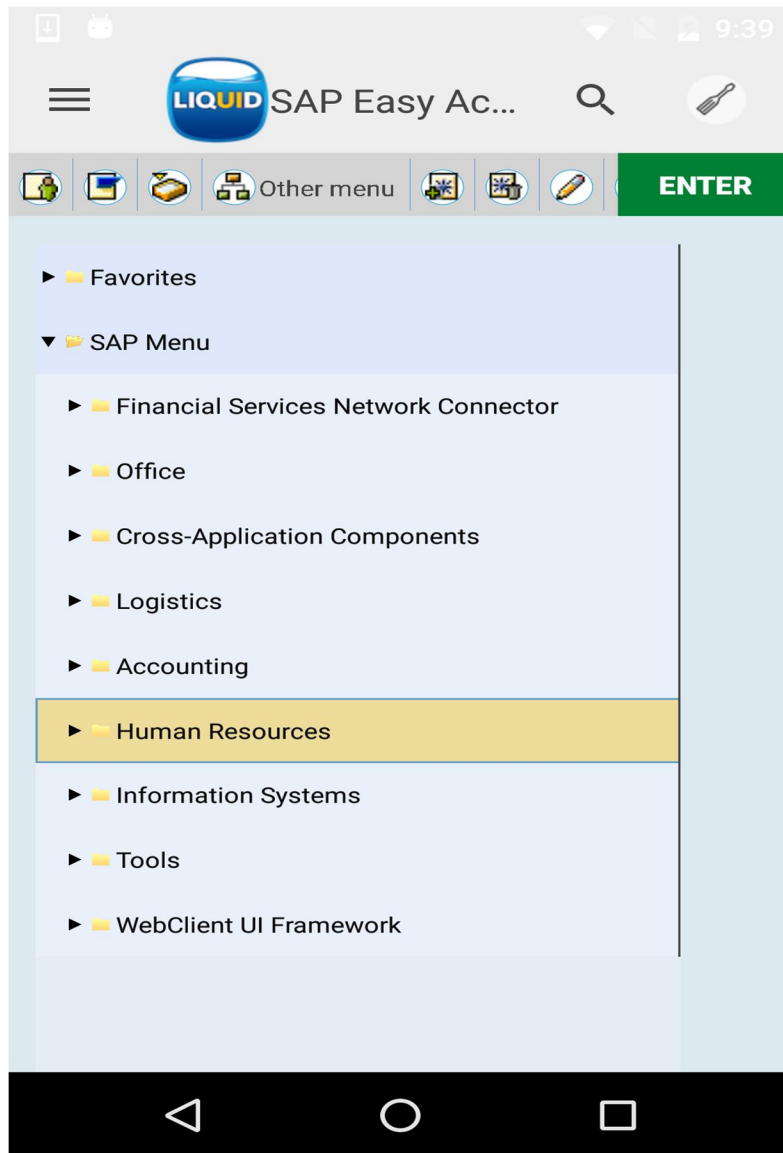 9:39
LIQUID SAP Easy Ac...
Other menu ENTER
Favorites
SAP Menu
Financial Services Network Connector
Office
Cross-Application Components
Logistics
Accounting
Human Resources
Information Systems
Tools
WebClient UI Framework